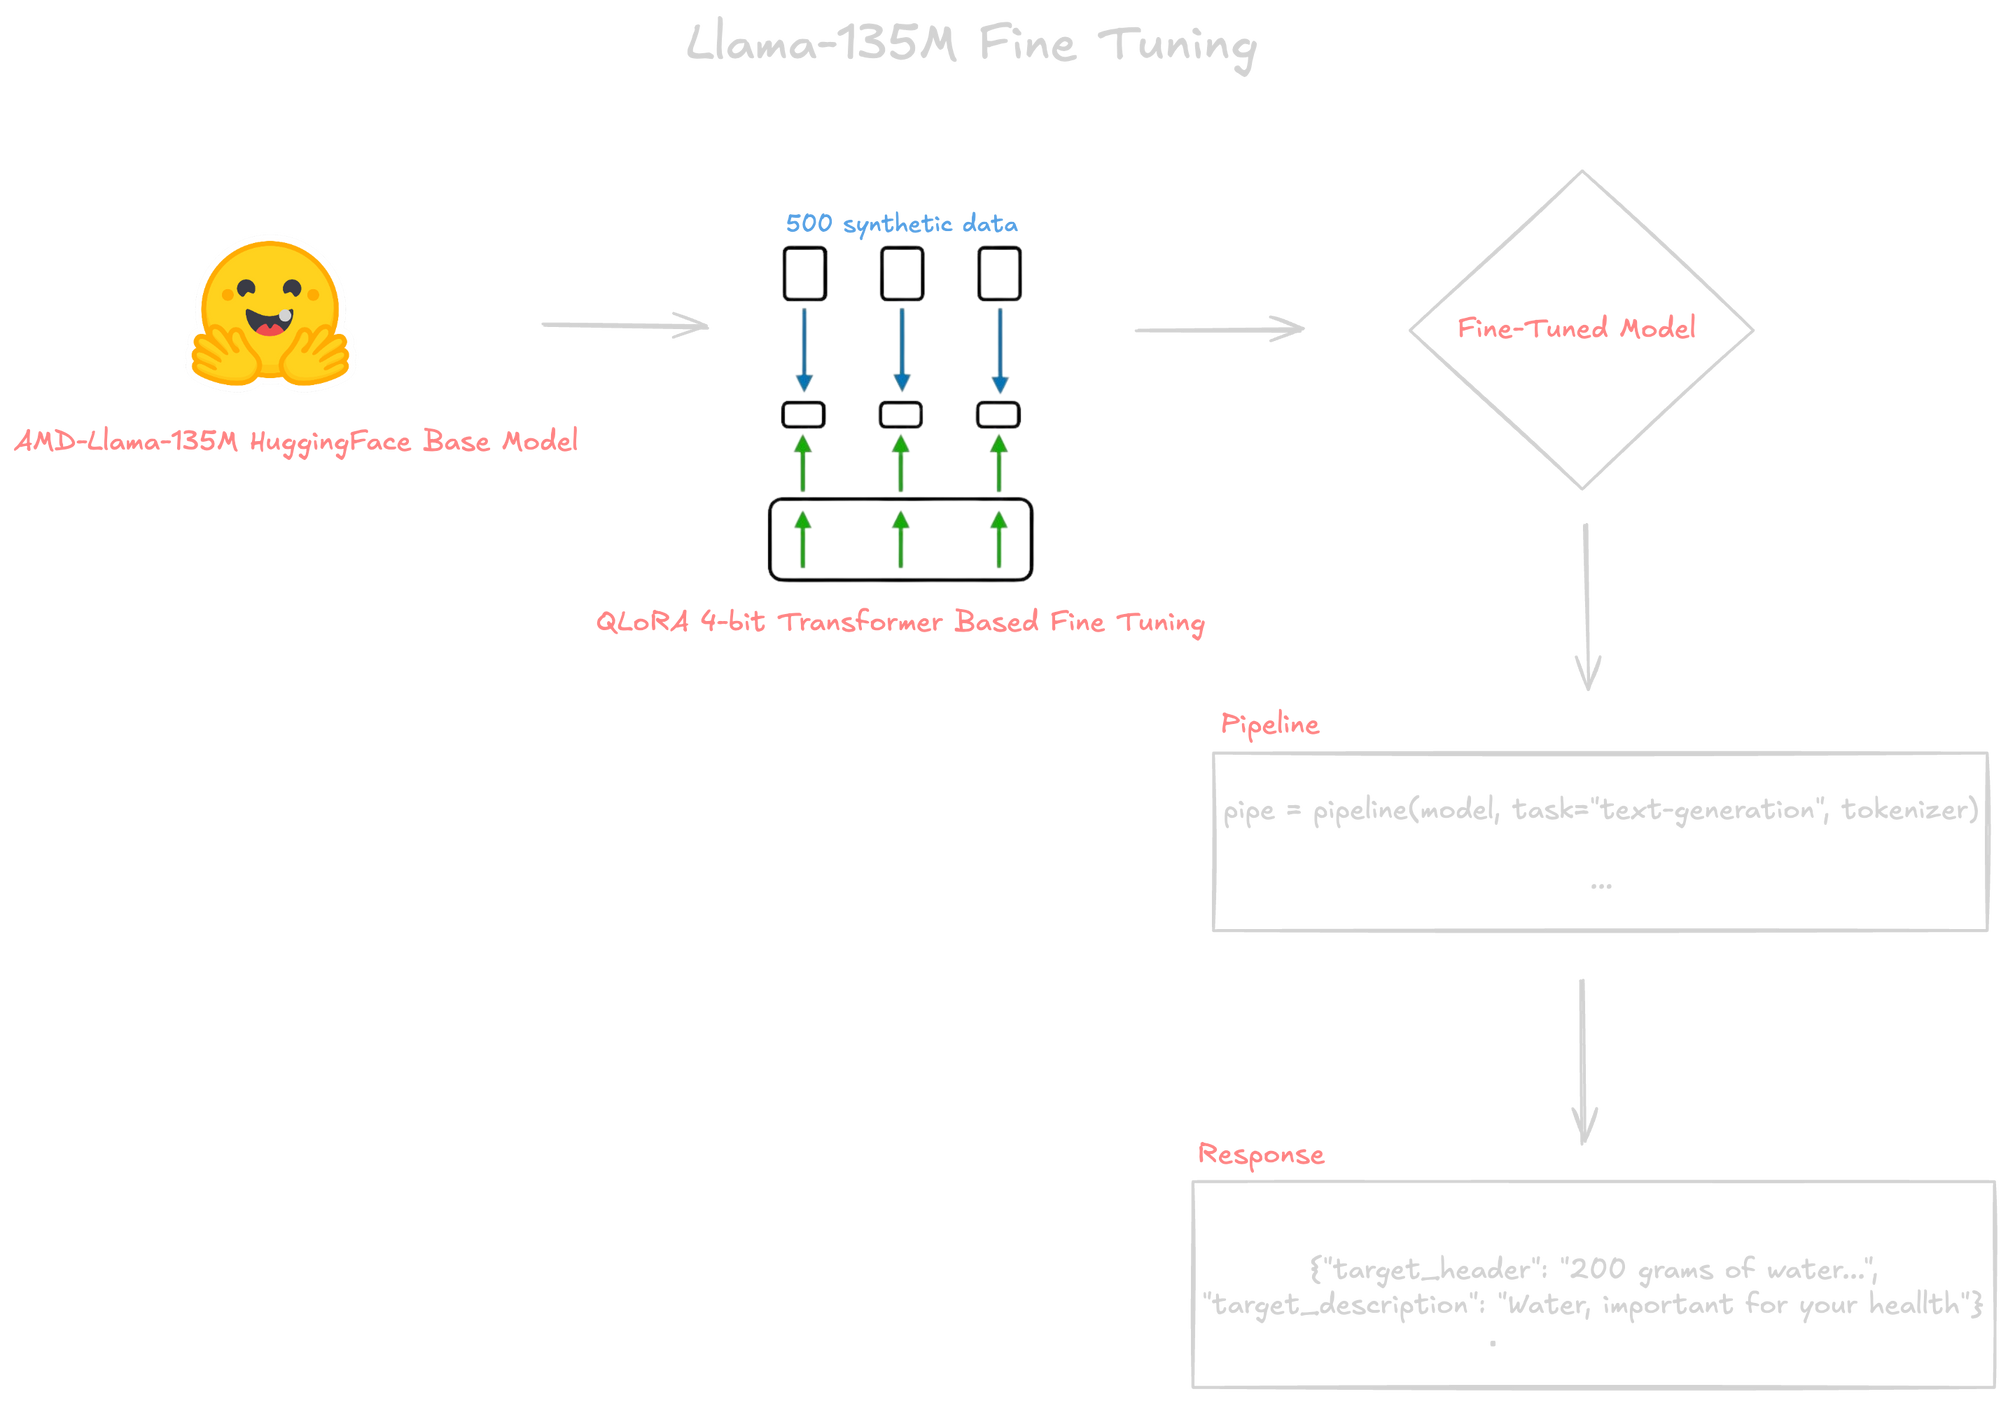 Llama-135M Fine Tuning
500 synthetic data
Fine-Tuned Model
AMD-Llama-135M HuggingFace Base Model
QLoRA 4-bit Transformer Based Fine Tuning
Pipeline
pipe = pipeline(model, task="text-generation", tokenizer)
...
Response
{"target_header": "200 grams of water...",
"target_description": "Water, important for your heallth"}
.